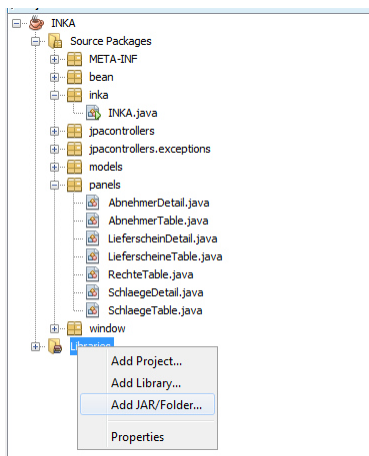 INKA
Source Packages
META-INF
bean
inka
INKA.java
jpacontrollers
jpacontrollers.exceptions
models
panels
AbnehmerDetail.java
AbnehmerTable.java
LieferscheinDetail.java
LieferscheineTable.java
RechteTable.java
SchlaegeDetail.java
SchlaegeTable.java
window
Libraries
Add Project...
Add Library...
Add JAR/Folder...
Properties